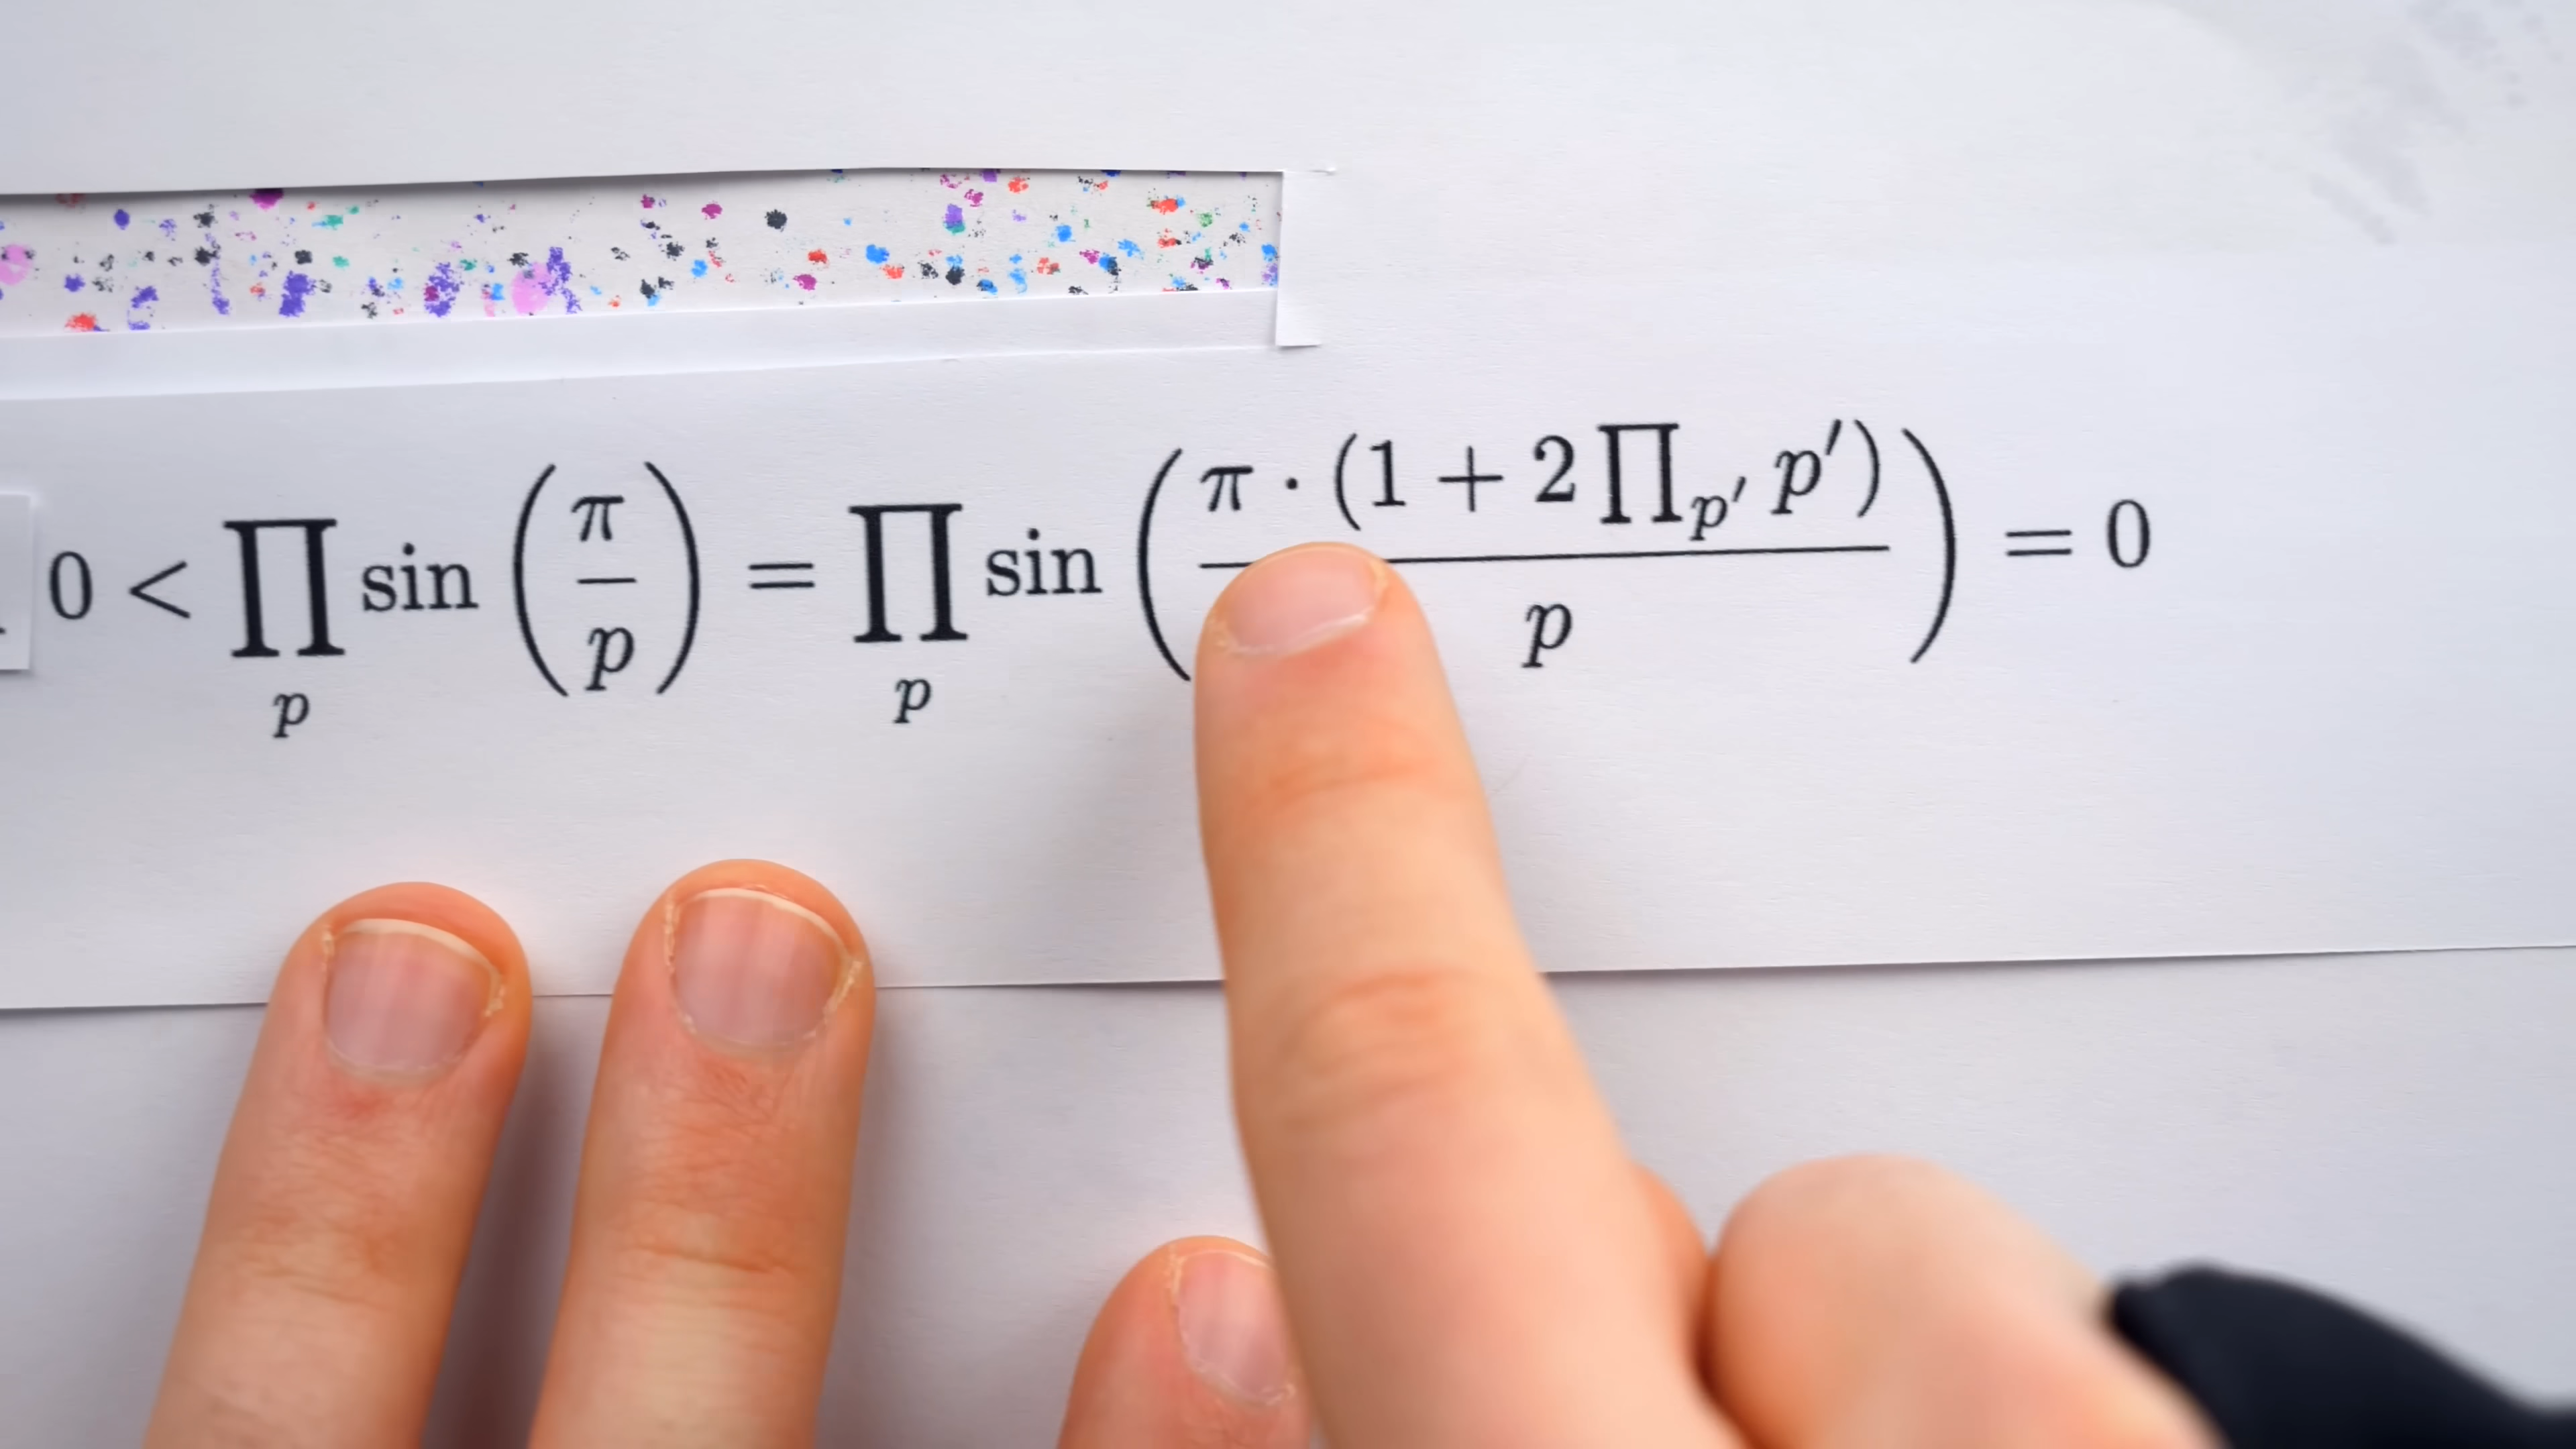 0 < ∏_p sin(π/p) = ∏_p sin(π · (1 + 2∏_{p′} p′)/p) = 0